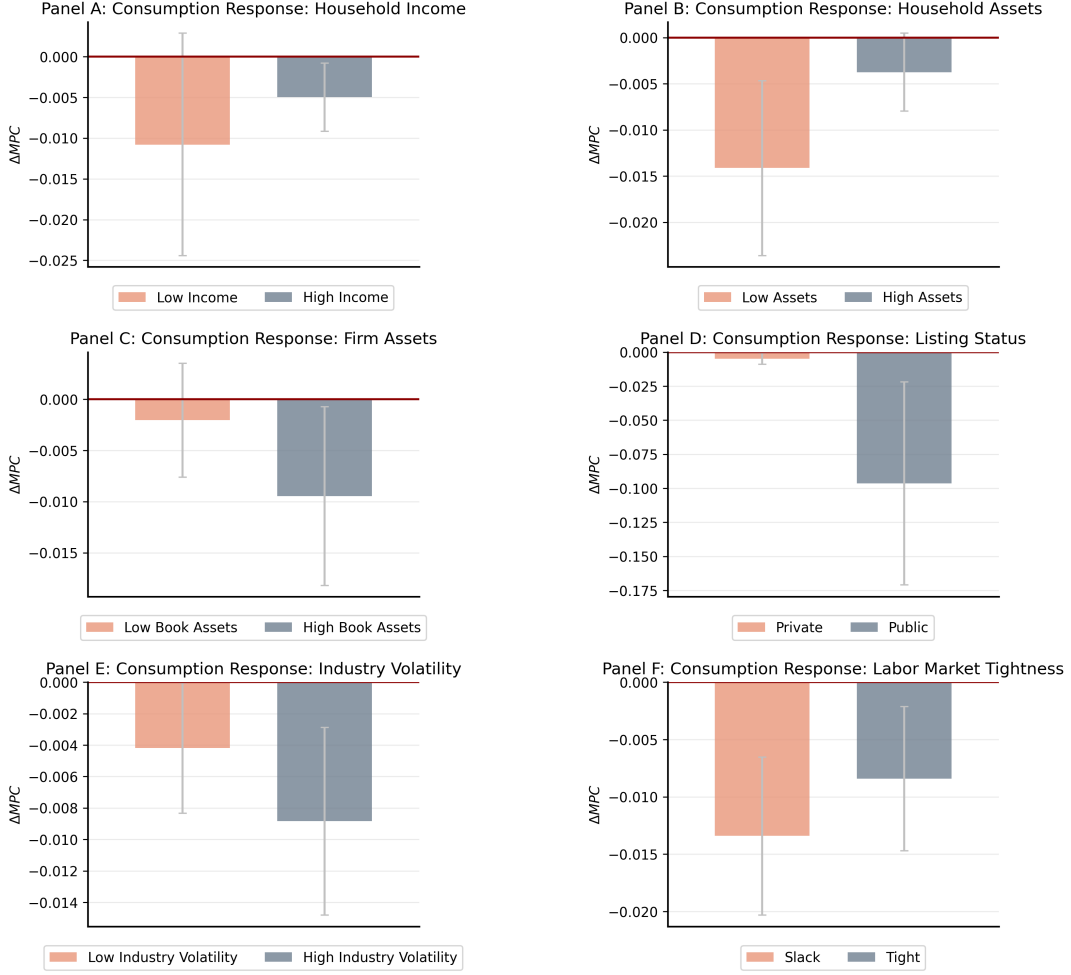 Panel A: Consumption Response: Household Income
0.000
−0.005
−0.010
−0.015
−0.020
−0.025
ΔMPC
Low Income
High Income
Panel B: Consumption Response: Household Assets
0.000
−0.005
−0.010
−0.015
−0.020
ΔMPC
Low Assets
High Assets
Panel C: Consumption Response: Firm Assets
0.000
−0.005
−0.010
−0.015
ΔMPC
Low Book Assets
High Book Assets
Panel D: Consumption Response: Listing Status
0.000
−0.025
−0.050
−0.075
−0.100
−0.125
−0.150
−0.175
ΔMPC
Private
Public
Panel E: Consumption Response: Industry Volatility
0.000
−0.002
−0.004
−0.006
−0.008
−0.010
−0.012
−0.014
ΔMPC
Low Industry Volatility
High Industry Volatility
Panel F: Consumption Response: Labor Market Tightness
0.000
−0.005
−0.010
−0.015
−0.020
ΔMPC
Slack
Tight